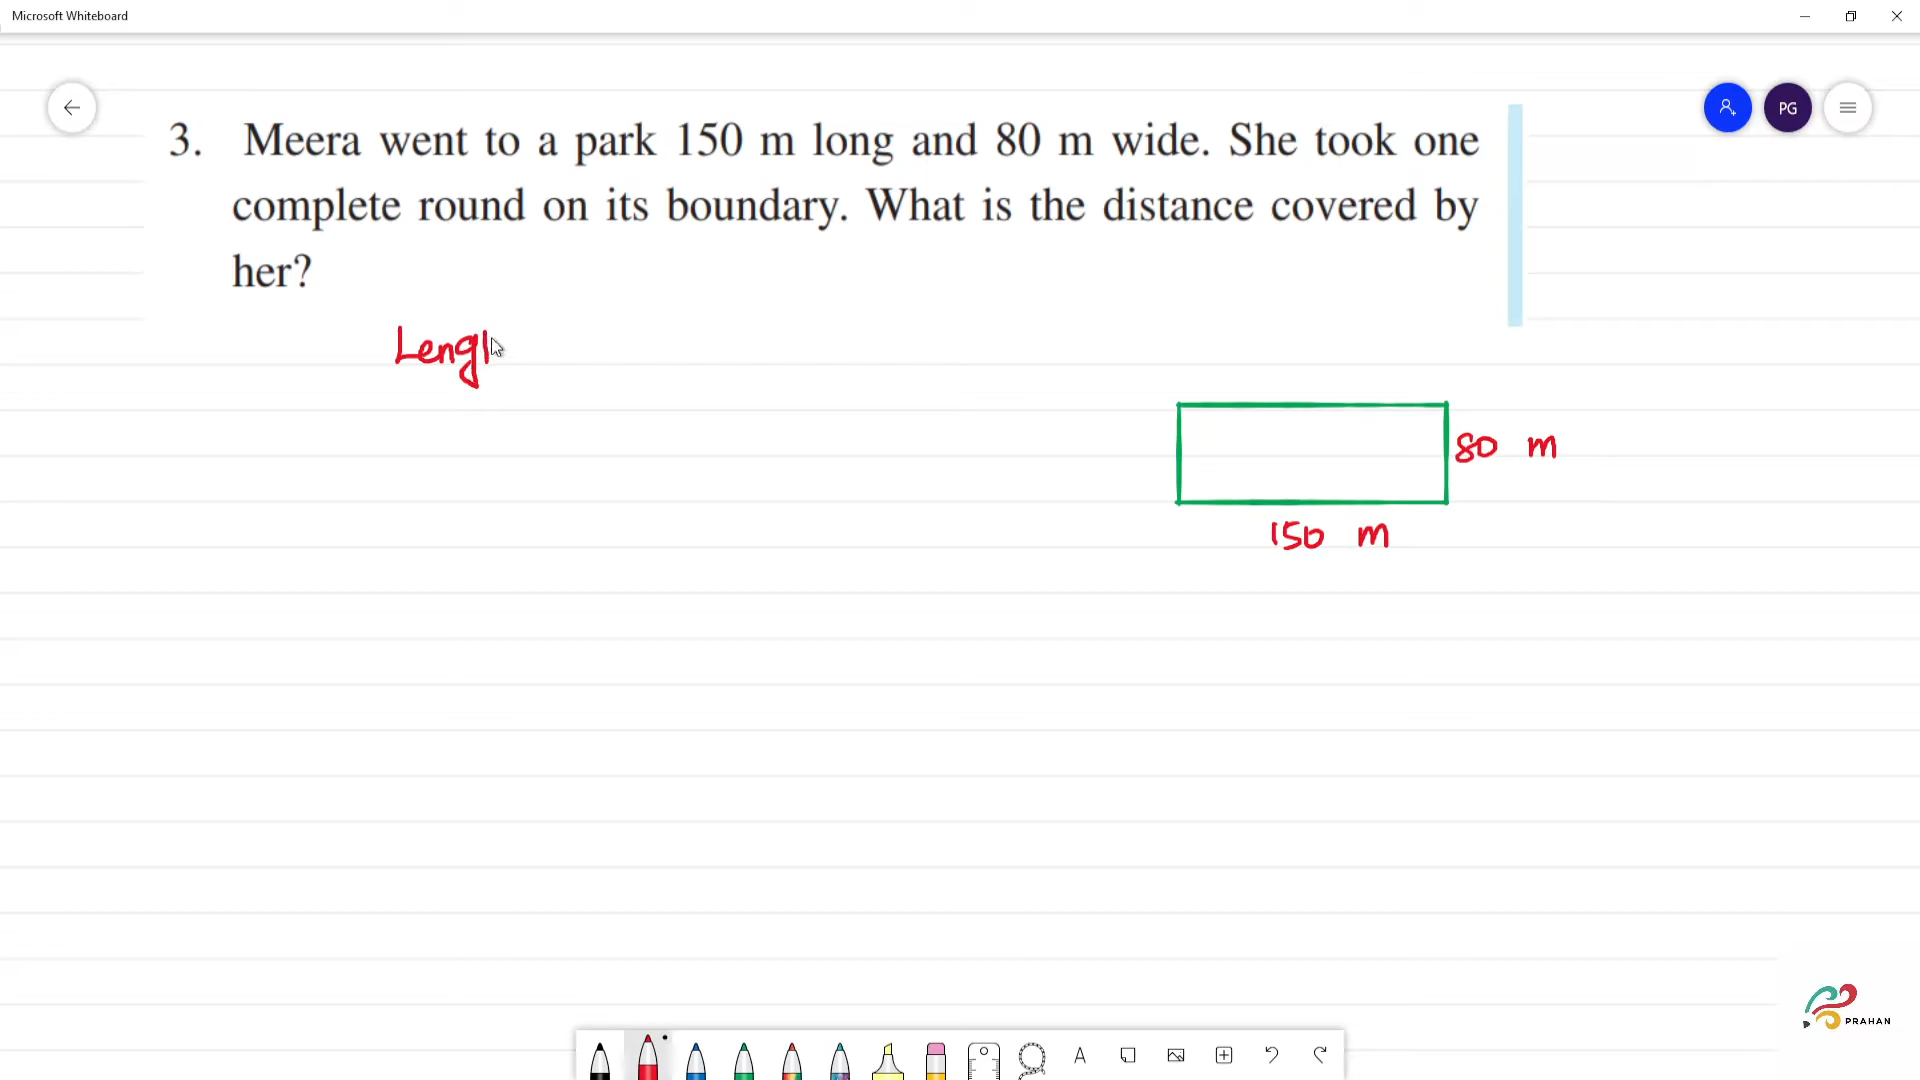 Microsoft Whiteboard
PG
3. Meera went to a park 150 m long and 80 m wide. She took one
complete round on its boundary. What is the distance covered by
her?
Lengl
80 m
150 m
PRAHAN